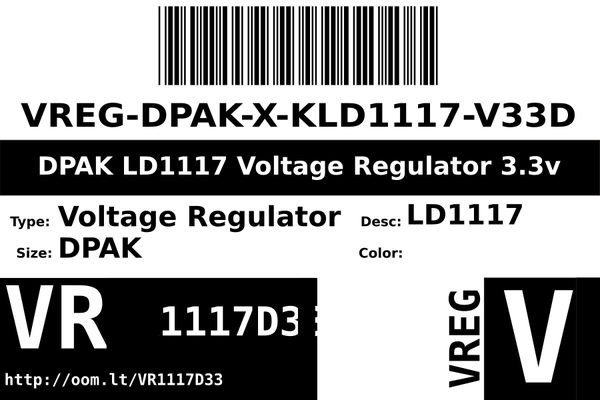 VREG-DPAK-X-KLD1117-V33D
DPAK LD1117 Voltage Regulator 3.3v
Type: Voltage Regulator Desc: LD1117
Size: DPAK Color:
VR 1117D3
http://oom.lt/VR1117D33
VREG
V